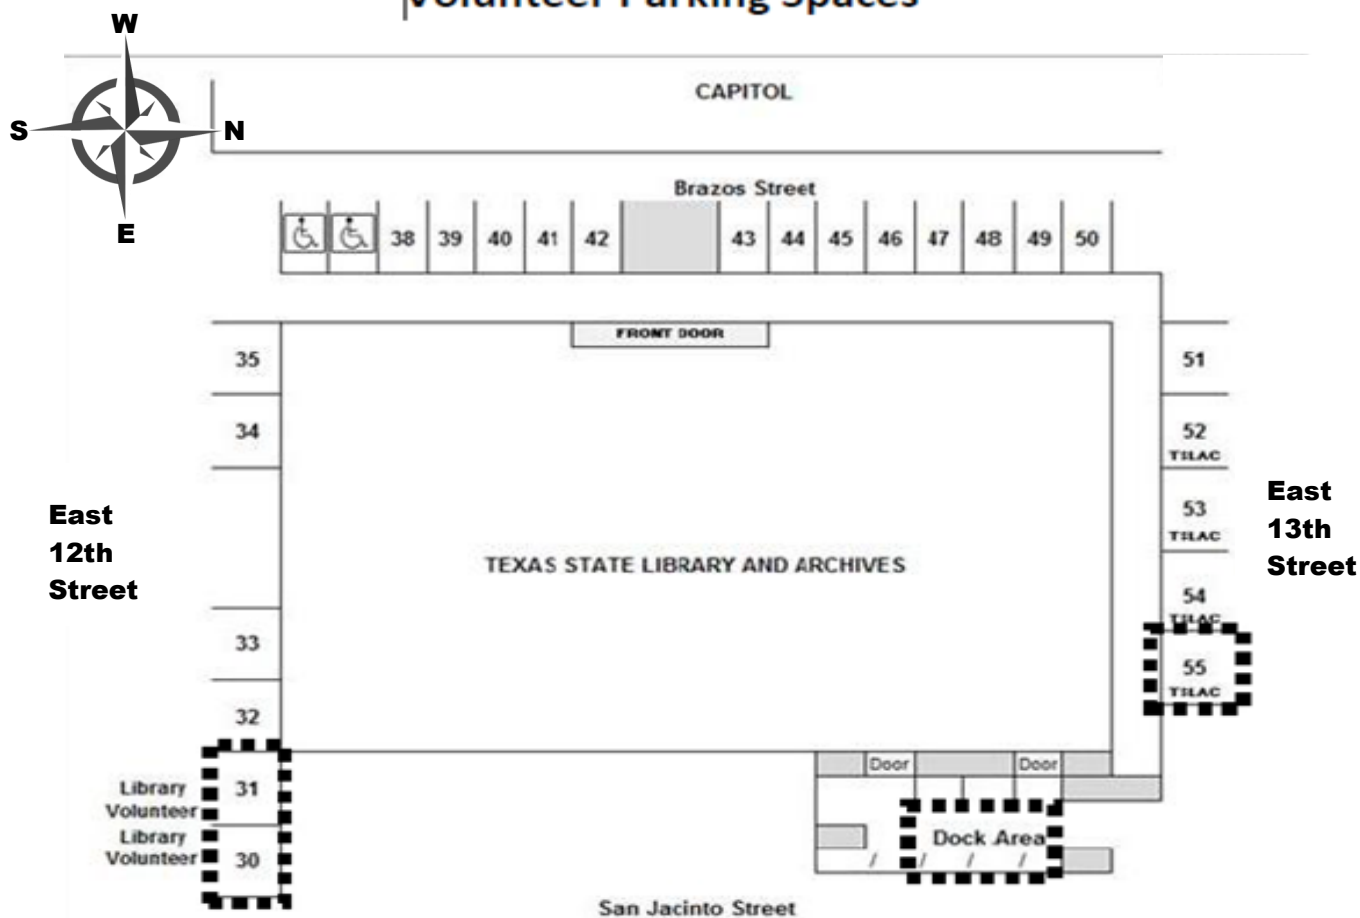 Volunteer Parking Spaces
W
S
N
E
CAPITOL
Brazos Street
38 39 40 41 42 43 44 45 46 47 48 49 50
FRONT DOOR
35
51
34
52
TSLAC
East
12th
Street
53
TSLAC
East
13th
Street
TEXAS STATE LIBRARY AND ARCHIVES
54
TSLAC
33
55
TSLAC
32
Door
Door
Library
Volunteer
31
Library
Volunteer
30
Dock Area
San Jacinto Street